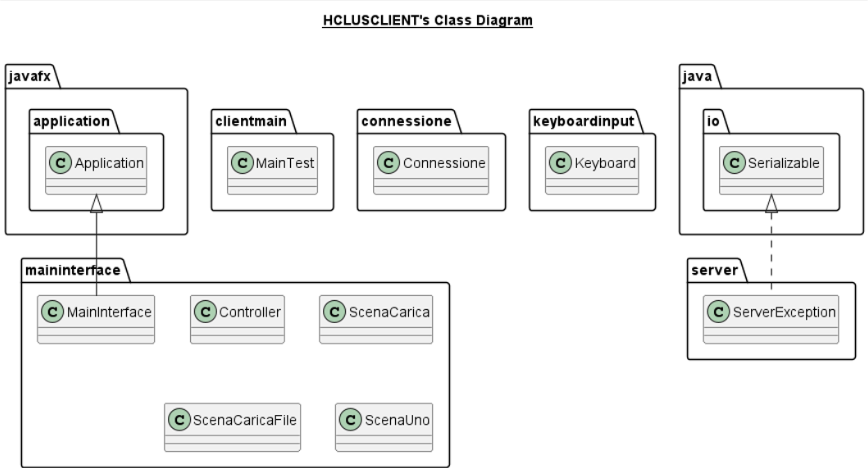 HCLUSCLIENT's Class Diagram
javafx
java
application
clientmain
connessione
keyboardinput
io
C Application
C MainTest
C Connessione
C Keyboard
C Serializable
maininterface
server
C MainInterface
C Controller
C ScenaCarica
C ServerException
C ScenaCaricaFile
C ScenaUno